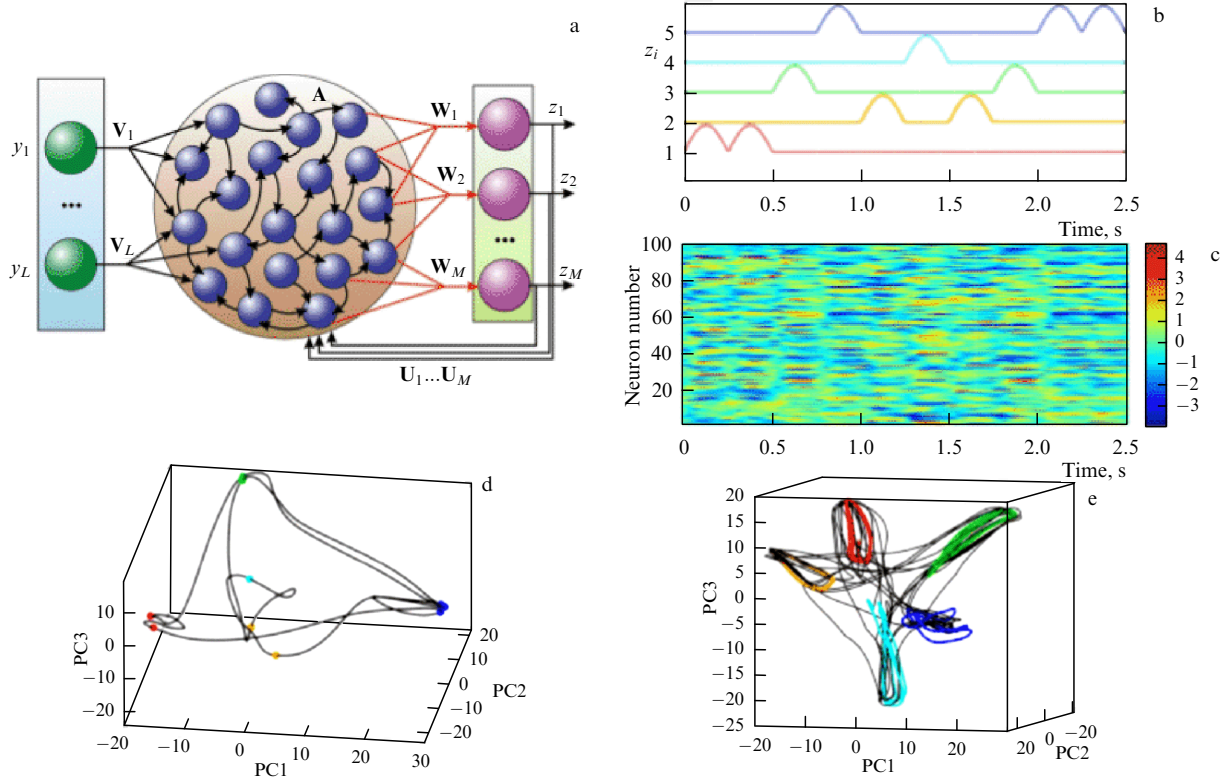 a
A
V1
W1
z1
y1
W2
z2
...
...
VL
yL
WM
zM
U1...UM
b
zi
5
4
3
2
1
0 0.5 1.0 1.5 2.0 2.5
Time, s
c
Neuron number
100
80
60
40
20
0 0.5 1.0 1.5 2.0 2.5
Time, s
4
3
2
1
0
−1
−2
−3
d
PC3
10
0
−10
−20
−20 −10 0 10 20 30
PC1
20
10
0
−10
−20
PC2
e
PC3
20
15
10
5
0
−5
−10
−15
−20
−25
−20 −10 0 10 20
PC1
20 0 −20
PC2